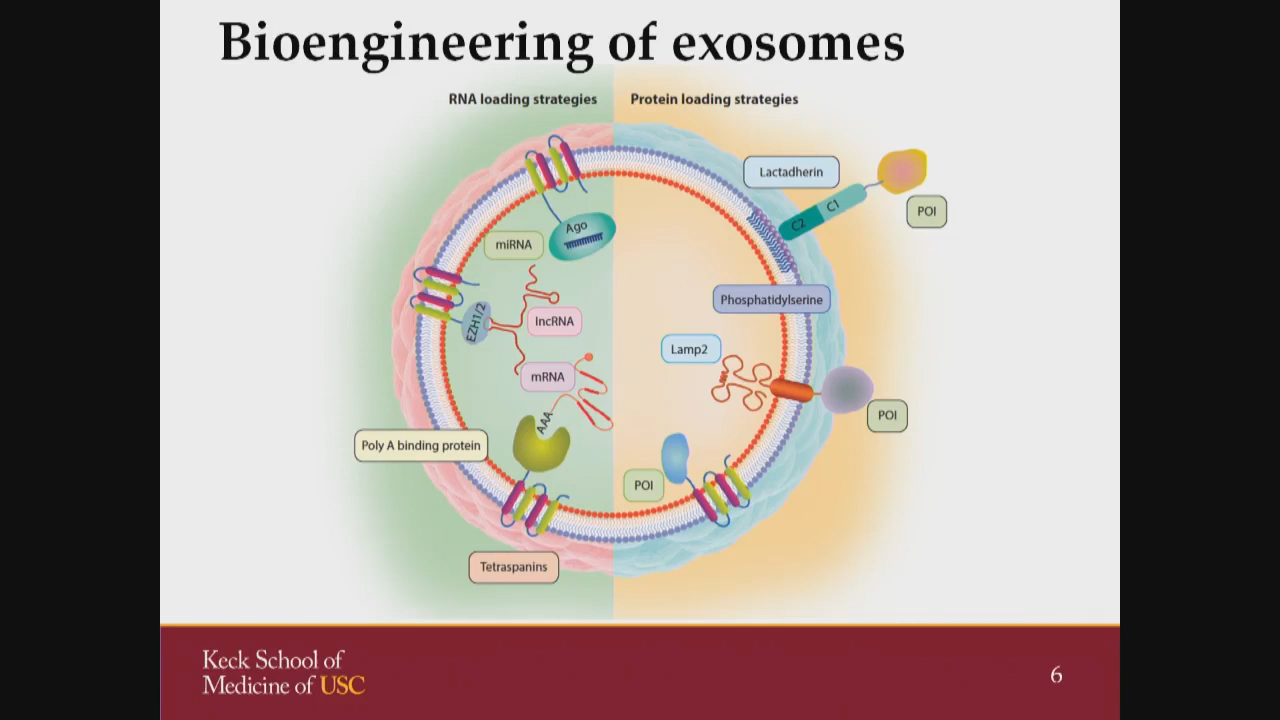 Bioengineering of exosomes
RNA loading strategies
Protein loading strategies
Lactadherin
C2 C1
POI
Ago
miRNA
EZH1/2
lncRNA
Phosphatidylserine
Lamp2
mRNA
POI
AAA
Poly A binding protein
POI
Tetraspanins
Keck School of
Medicine of USC
6